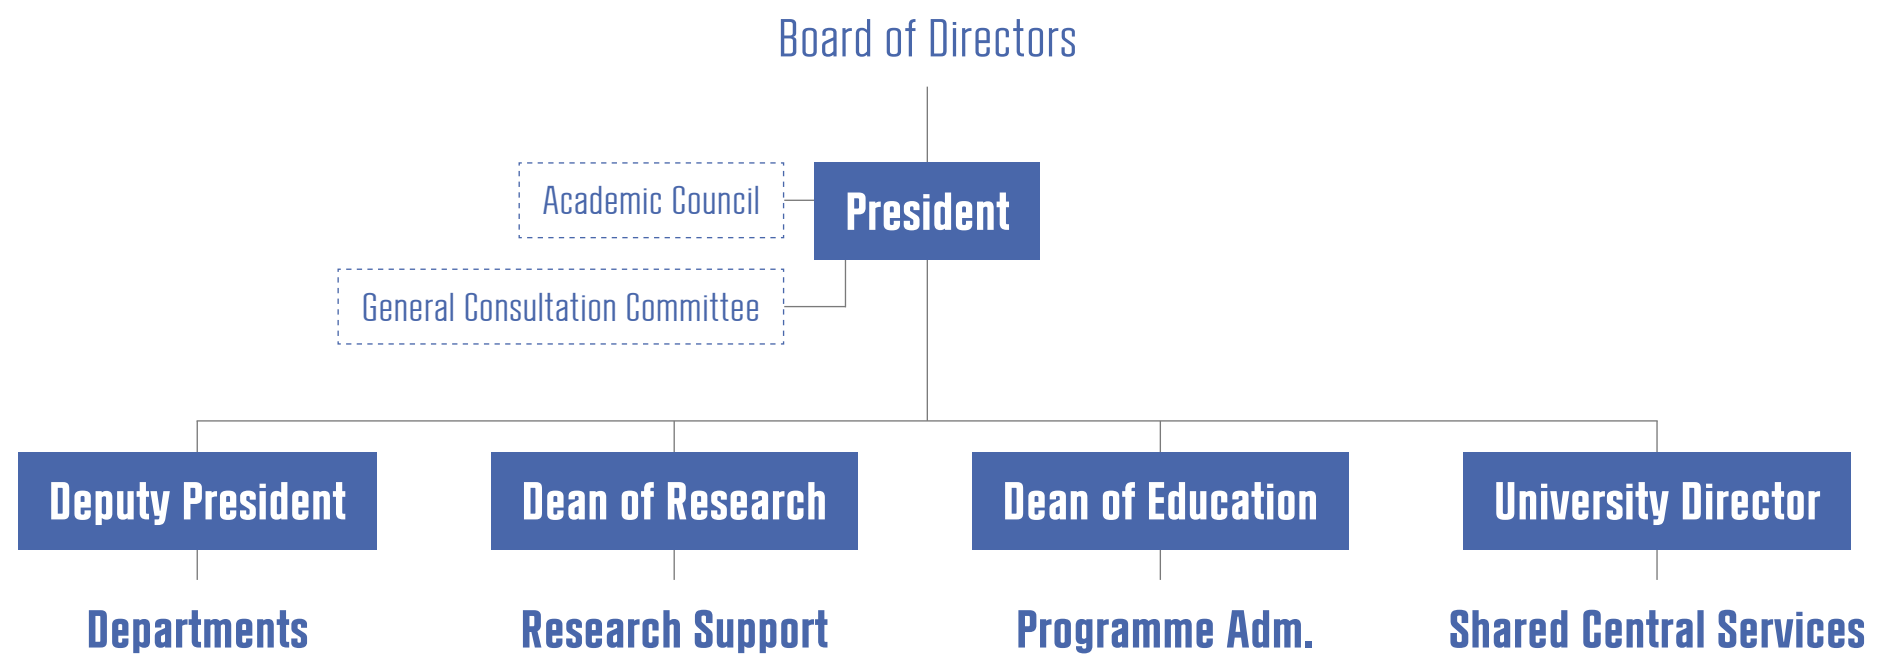 Board of Directors
Academic Council
President
General Consultation Committee
Deputy President
Dean of Research
Dean of Education
University Director
Departments
Research Support
Programme Adm.
Shared Central Services